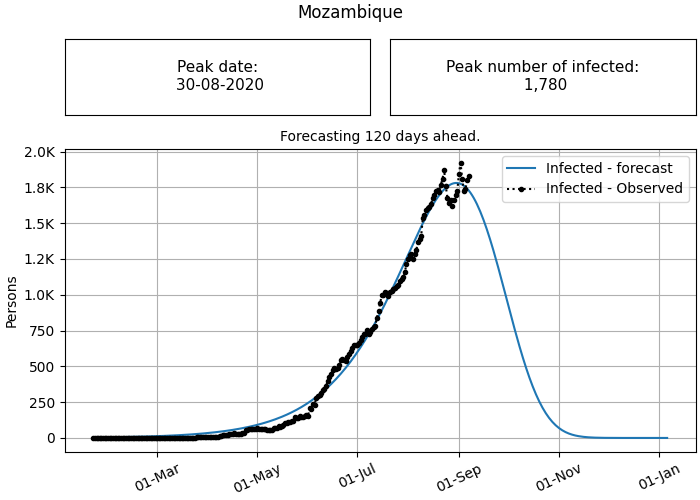 Mozambique
Peak date:
30-08-2020
Peak number of infected:
1,780
Forecasting 120 days ahead.
2.0K
1.8K
1.5K
1.2K
1.0K
750
500
250
0
Persons
Infected - forecast
Infected - Observed
01-Mar
01-May
01-Jul
01-Sep
01-Nov
01-Jan